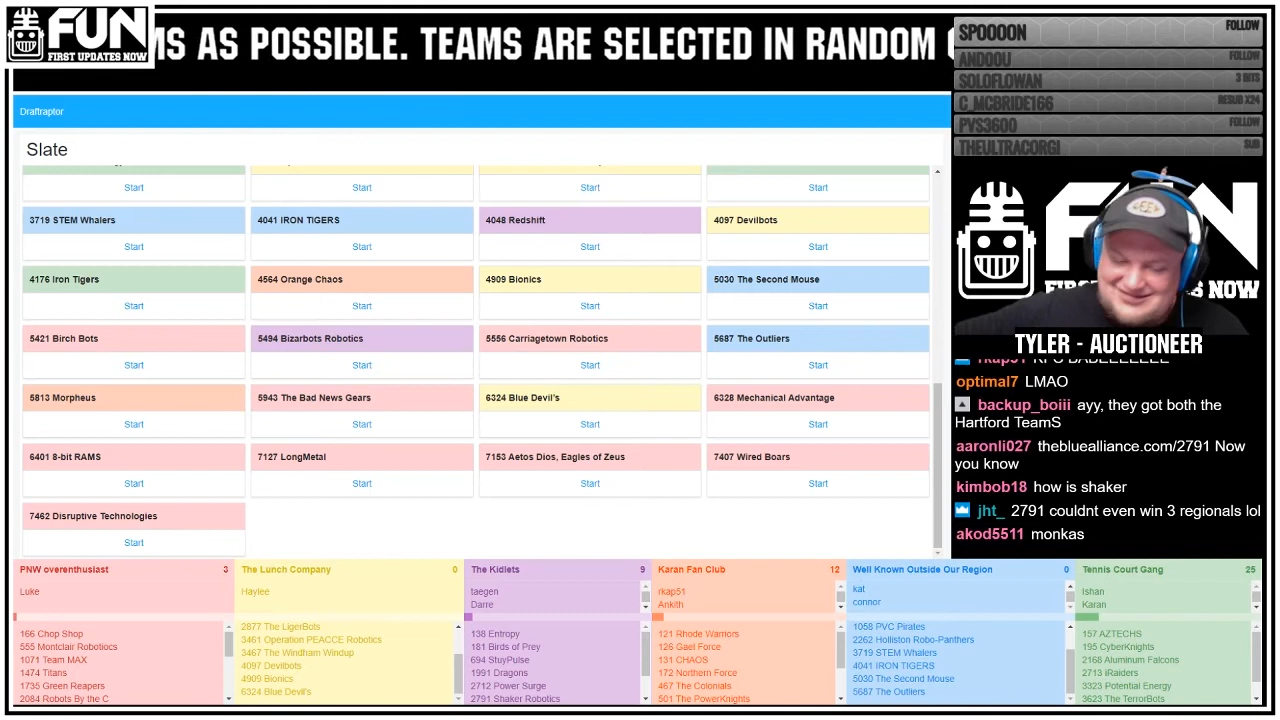 FUN
FIRST UPDATES NOW
MS AS POSSIBLE. TEAMS ARE SELECTED IN RANDOM
SPOOOON FOLLOW
ANDOOU FOLLOW
SOLOFLOWAN 3 BITS
C_MCBRIDE166 RESUB X24
PVS3600 FOLLOW
THEULTRACORGI SUB
Draftraptor
Slate
Start Start Start Start
3719 STEM Whalers 4041 IRON TIGERS 4048 Redshift 4097 Devilbots
Start Start Start Start
4176 Iron Tigers 4564 Orange Chaos 4909 Bionics 5030 The Second Mouse
Start Start Start Start
5421 Birch Bots 5494 Bizarbots Robotics 5556 Carriagetown Robotics 5687 The Outliers
Start Start Start Start
5813 Morpheus 5943 The Bad News Gears 6324 Blue Devil's 6328 Mechanical Advantage
Start Start Start Start
6401 8-bit RAMS 7127 LongMetal 7153 Aetos Dios, Eagles of Zeus 7407 Wired Boars
Start Start Start Start
7462 Disruptive Technologies
Start
TYLER - AUCTIONEER
optimal7 LMAO
backup_boiii ayy, they got both the
Hartford TeamS
aaronli027 thebluealliance.com/2791 Now
you know
kimbob18 how is shaker
jht_ 2791 couldnt even win 3 regionals lol
akod5511 monkas
PNW overenthusiast 3
Luke
166 Chop Shop
555 Montclair Robotiocs
1071 Team MAX
1474 Titans
1735 Green Reapers
2084 Robots By the C
The Lunch Company 0
Haylee
2877 The LigerBots
3461 Operation PEACCE Robotics
3467 The Windham Windup
4097 Devilbots
4909 Bionics
6324 Blue Devil's
The Kidlets 9
taegen
Darre
138 Entropy
181 Birds of Prey
694 StuyPulse
1991 Dragons
2712 Power Surge
2791 Shaker Robotics
Karan Fan Club 12
rkap51
Ankith
121 Rhode Warriors
126 Gael Force
131 CHAOS
172 Northern Force
467 The Colonials
501 The PowerKnights
Well Known Outside Our Region 0
kat
connor
1058 PVC Pirates
2262 Holliston Robo-Panthers
3719 STEM Whalers
4041 IRON TIGERS
5030 The Second Mouse
5687 The Outliers
Tennis Court Gang 25
Ishan
Karan
157 AZTECHS
195 CyberKnights
2168 Aluminum Falcons
2713 iRaiders
3323 Potential Energy
3623 The TerrorBots